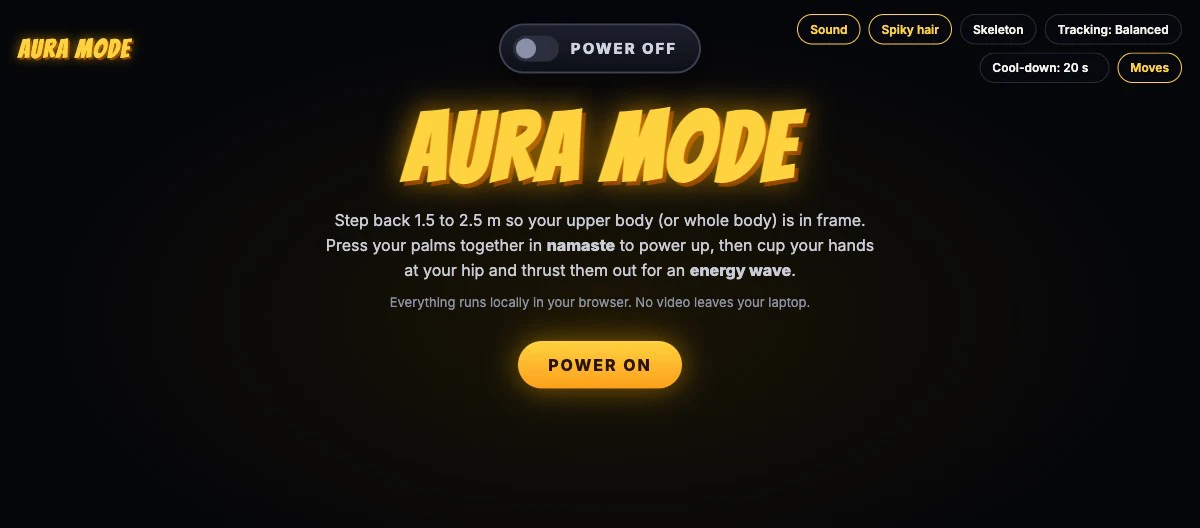 AURA MODE
POWER OFF
Sound
Spiky hair
Skeleton
Tracking: Balanced
Cool-down: 20 s
Moves
AURA MODE
Step back 1.5 to 2.5 m so your upper body (or whole body) is in frame.
Press your palms together in namaste to power up, then cup your hands
at your hip and thrust them out for an energy wave.
Everything runs locally in your browser. No video leaves your laptop.
POWER ON